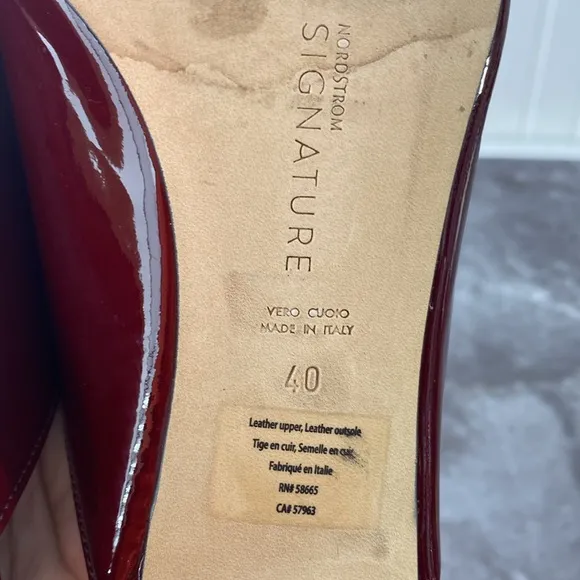 NORDSTROM
SIGNATURE
VERO CUOIO
MADE IN ITALY
40
Leather upper, Leather outsole
Tige en cuir, Semelle en cuir
Fabriqué en Italie
RN# 58665
CA# 57963